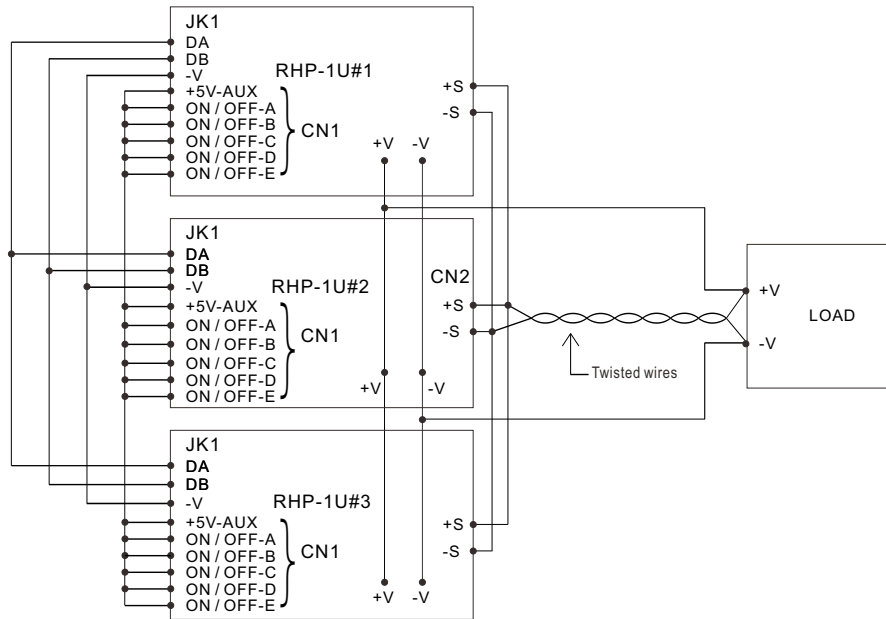 JK1
DA
DB
-V
+5V-AUX
ON / OFF-A
ON / OFF-B
ON / OFF-C
ON / OFF-D
ON / OFF-E
RHP-1U#1
CN1
+V -V
+S
-S
JK1
DA
DB
-V
+5V-AUX
ON / OFF-A
ON / OFF-B
ON / OFF-C
ON / OFF-D
ON / OFF-E
RHP-1U#2
CN1
+V -V
CN2
+S
-S
Twisted wires
+V
-V
LOAD
JK1
DA
DB
-V
+5V-AUX
ON / OFF-A
ON / OFF-B
ON / OFF-C
ON / OFF-D
ON / OFF-E
RHP-1U#3
CN1
+V -V
+S
-S